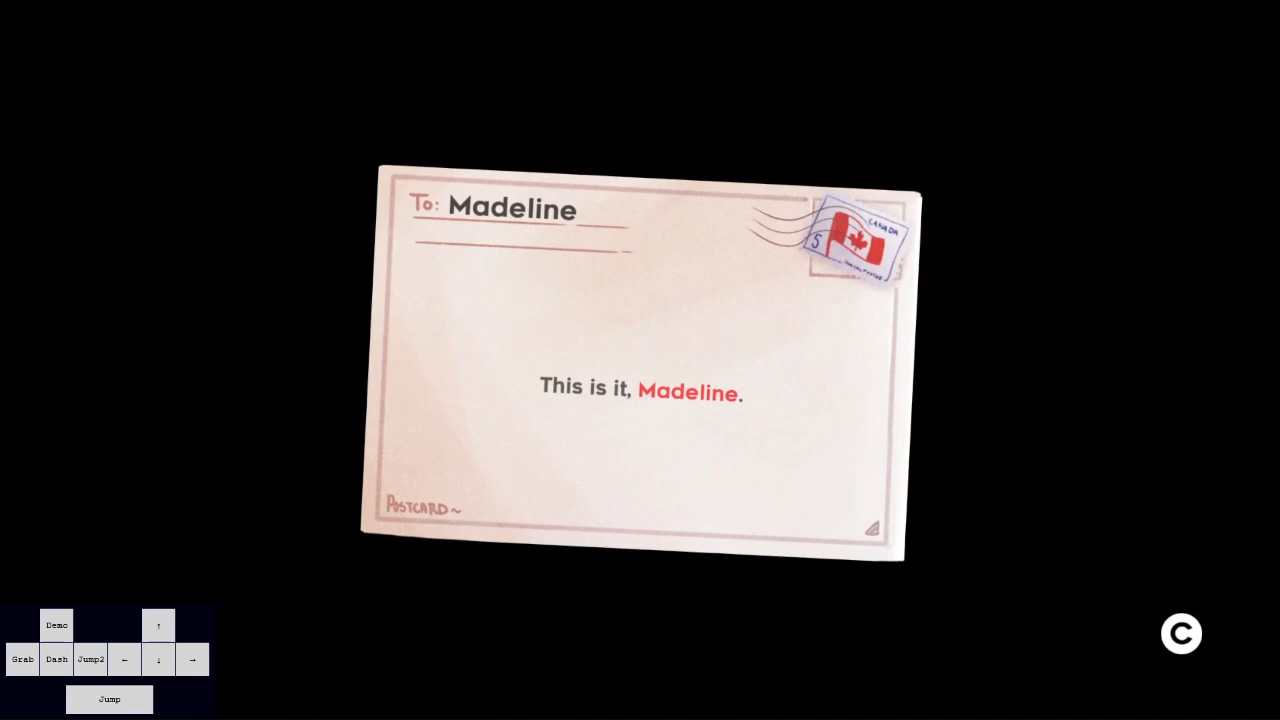 To: Madeline
CANADA
5
This is it, Madeline.
POSTCARD~
C
Demo ↑
Grab Dash Jump2 ← ↓ →
Jump